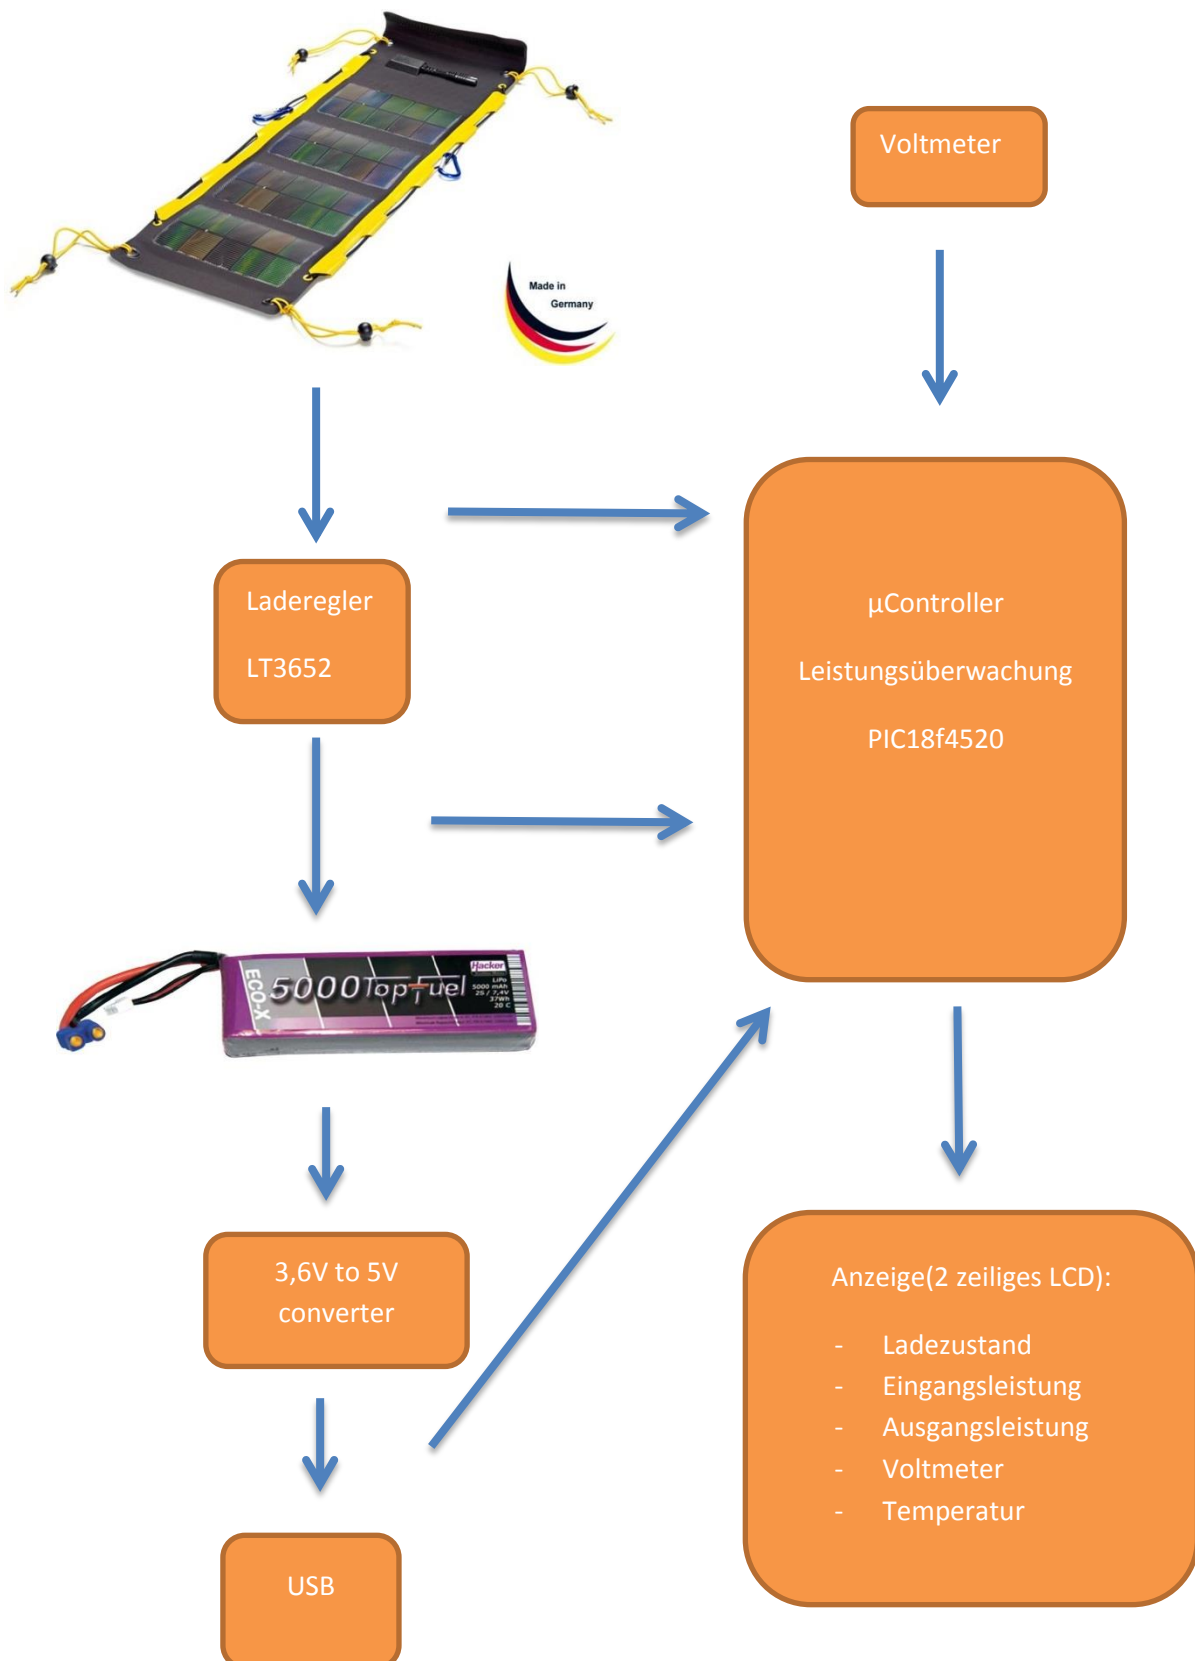 Made in
Germany
Voltmeter
Laderegler
LT3652
µController
Leistungsüberwachung
PIC18f4520
ECO-X
5000 TopFuel
Hacker
LiPo
5000 mAh
2S / 7,4V
37Wh
20 C
3,6V to 5V
converter
USB
Anzeige(2 zeiliges LCD):
- Ladezustand
- Eingangsleistung
- Ausgangsleistung
- Voltmeter
- Temperatur